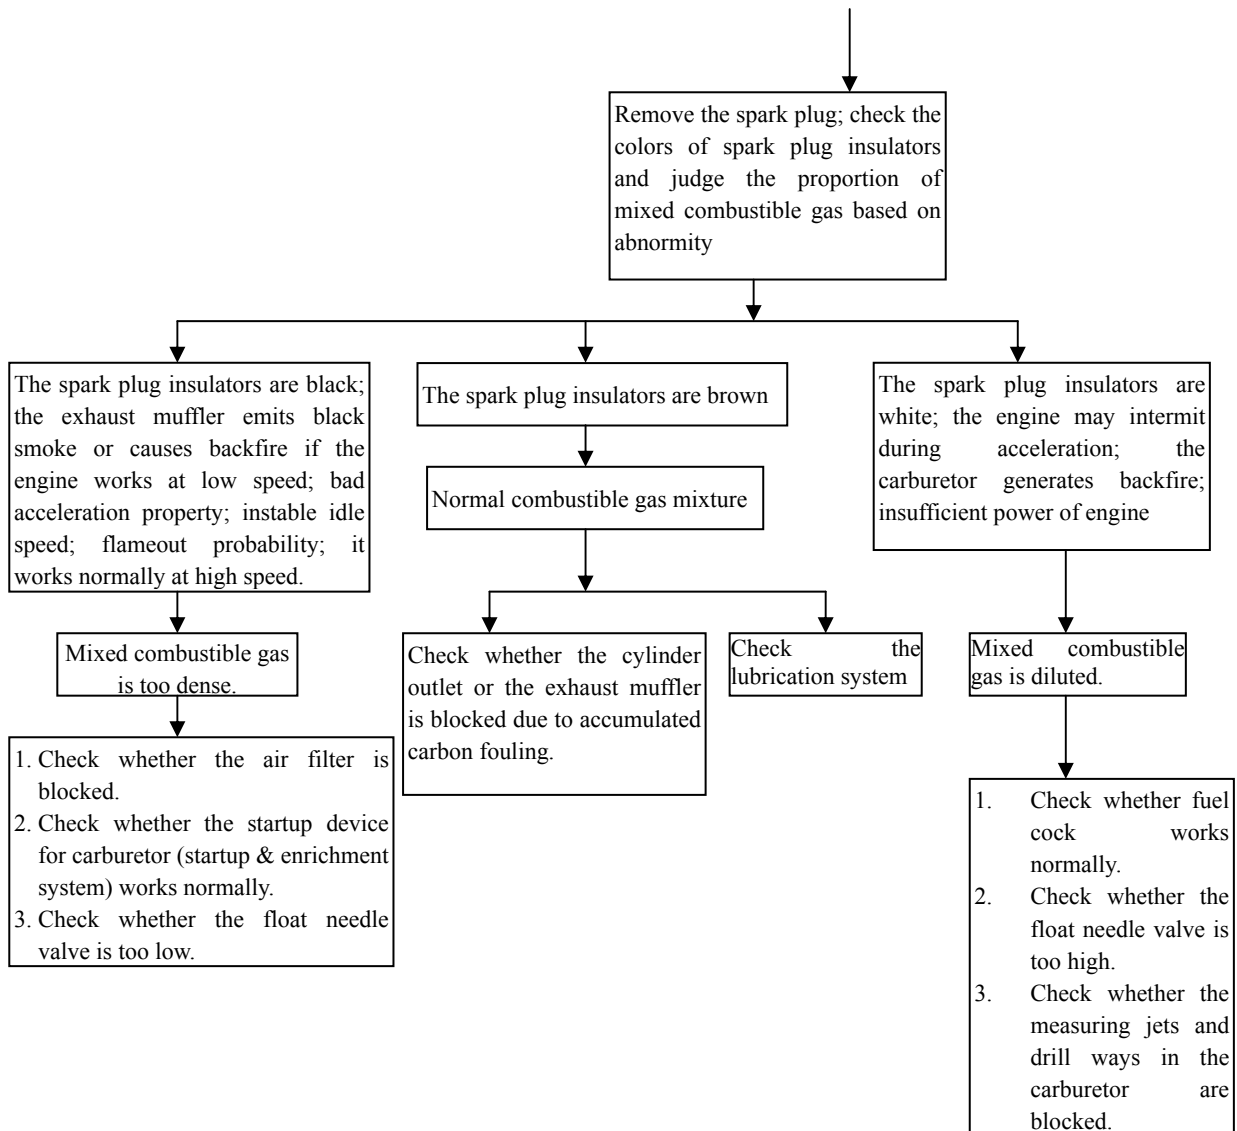 Remove the spark plug; check the
colors of spark plug insulators
and judge the proportion of
mixed combustible gas based on
abnormity
The spark plug insulators are black;
the exhaust muffler emits black
smoke or causes backfire if the
engine works at low speed; bad
acceleration property; instable idle
speed; flameout probability; it
works normally at high speed.
Mixed combustible gas
is too dense.
1. Check whether the air filter is
blocked.
2. Check whether the startup device
for carburetor (startup & enrichment
system) works normally.
3. Check whether the float needle
valve is too low.
The spark plug insulators are brown
Normal combustible gas mixture
Check whether the cylinder
outlet or the exhaust muffler
is blocked due to accumulated
carbon fouling.
Check the
lubrication system
The spark plug insulators are
white; the engine may intermit
during acceleration; the
carburetor generates backfire;
insufficient power of engine
Mixed combustible
gas is diluted.
1. Check whether fuel
cock works
normally.
2. Check whether the
float needle valve is
too high.
3. Check whether the
measuring jets and
drill ways in the
carburetor are
blocked.